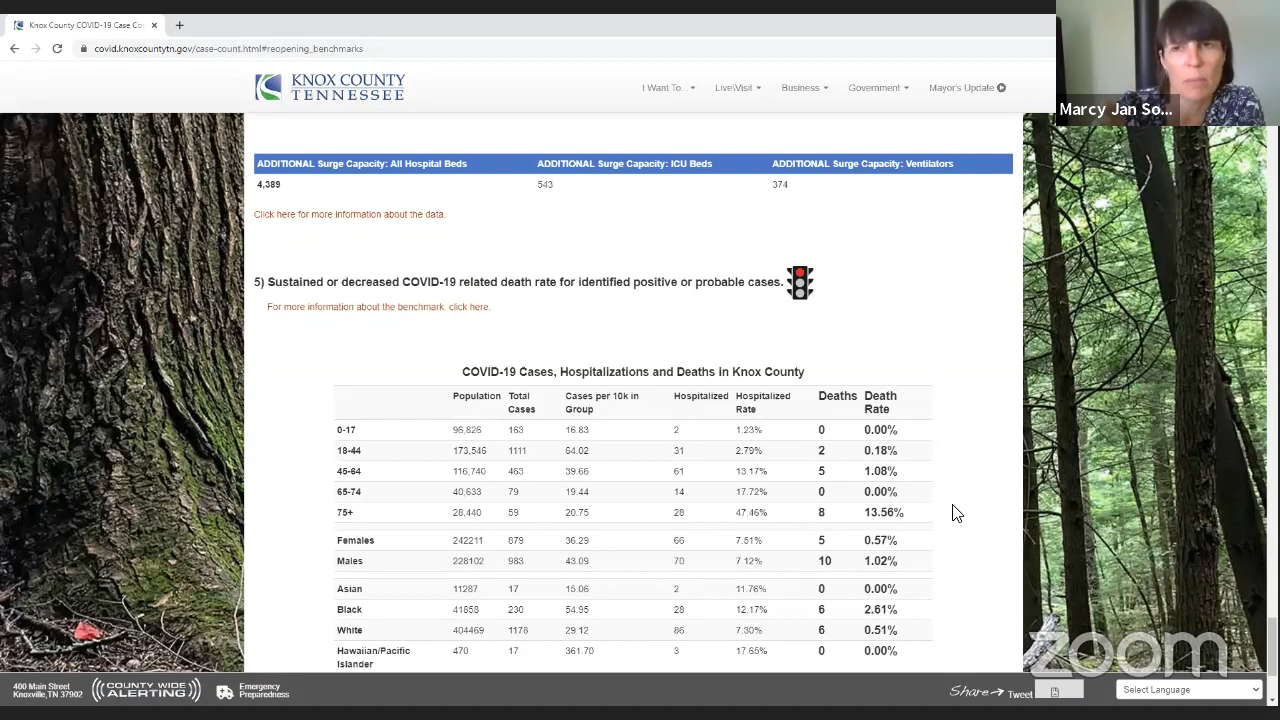 Knox County COVID-19 Case Co
covid.knoxcountytn.gov/case-count.html#reopening_benchmarks
KNOX COUNTY
TENNESSEE
I Want To... Live\Visit Business Government Mayor's Update
Marcy Jan So...
ADDITIONAL Surge Capacity: All Hospital Beds ADDITIONAL Surge Capacity: ICU Beds ADDITIONAL Surge Capacity: Ventilators
4,389 543 374
Click here for more information about the data.
5) Sustained or decreased COVID-19 related death rate for identified positive or probable cases.
For more information about the benchmark, click here.
COVID-19 Cases, Hospitalizations and Deaths in Knox County
Population Total Cases Cases per 10k in Group Hospitalized Hospitalized Rate Deaths Death Rate
0-17 96,826 163 16.83 2 1.23% 0 0.00%
18-44 173,546 1111 64.02 31 2.79% 2 0.18%
45-64 116,740 463 39.66 61 13.17% 5 1.08%
65-74 40,633 79 19.44 14 17.72% 0 0.00%
75+ 28,440 59 20.75 28 47.46% 8 13.56%
Females 242211 879 36.29 66 7.51% 5 0.57%
Males 228102 983 43.09 70 7.12% 10 1.02%
Asian 11287 17 15.06 2 11.76% 0 0.00%
Black 41858 230 54.95 28 12.17% 6 2.61%
White 404469 1178 29.12 86 7.30% 6 0.51%
Hawaiian/Pacific Islander 470 17 361.70 3 17.65% 0 0.00%
zoom
400 Main Street
Knoxville,TN 37902
COUNTY WIDE
ALERTING
Emergency
Preparedness
Share Tweet
Select Language